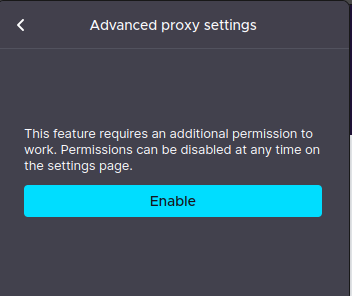 Advanced proxy settings
This feature requires an additional permission to
work. Permissions can be disabled at any time on
the settings page.
Enable